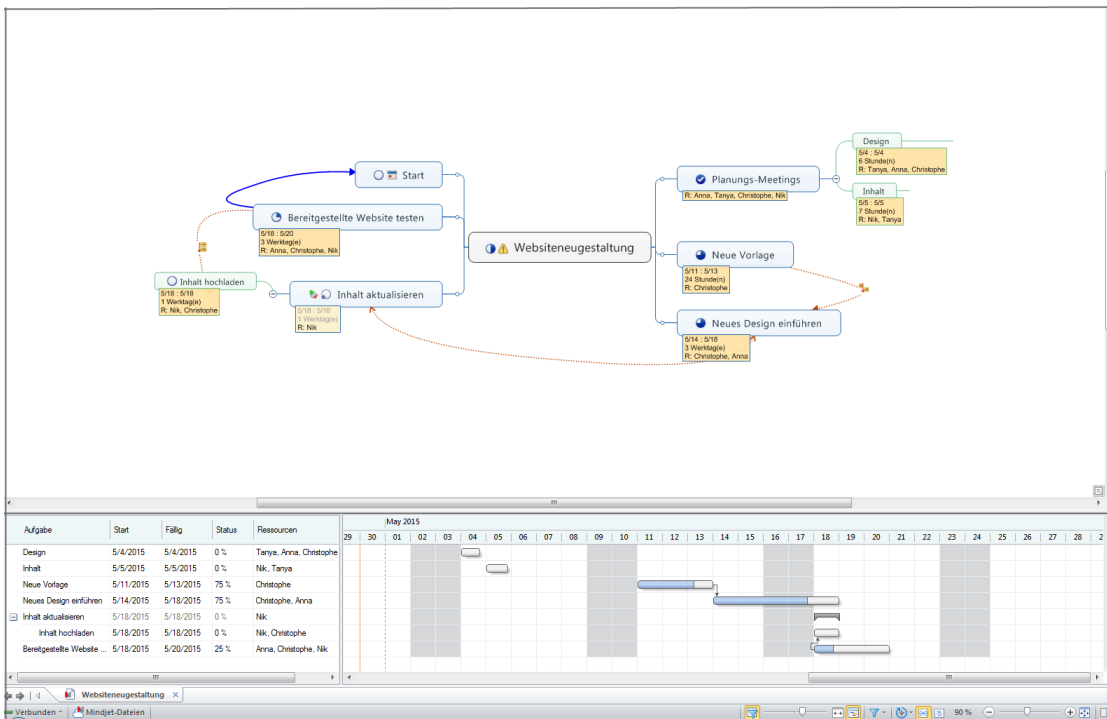 Design
5/4 : 5/4
6 Stunde(n)
R: Tanya, Anna, Christophe
Start
Planungs-Meetings
R: Anna, Tanya, Christophe, Nik
Inhalt
5/5 : 5/5
7 Stunde(n)
R: Nik, Tanya
Bereitgestellte Website testen
5/18 : 5/20
3 Werktag(e)
R: Anna, Christophe, Nik
Websiteneugestaltung
Neue Vorlage
5/11 : 5/13
24 Stunde(n)
R: Christophe
Inhalt hochladen
5/18 : 5/18
1 Werktag(e)
R: Nik, Christophe
Inhalt aktualisieren
5/18 : 5/18
1 Werktag(e)
R: Nik
Neues Design einführen
5/14 : 5/18
3 Werktag(e)
R: Christophe, Anna
May 2015
Aufgabe Start Fällig Status Ressourcen
29 30 01 02 03 04 05 06 07 08 09 10 11 12 13 14 15 16 17 18 19 20 21 22 23 24 25 26 27 28 2
Design 5/4/2015 5/4/2015 0 % Tanya, Anna, Christophe
Inhalt 5/5/2015 5/5/2015 0 % Nik, Tanya
Neue Vorlage 5/11/2015 5/13/2015 75 % Christophe
Neues Design einführen 5/14/2015 5/18/2015 75 % Christophe, Anna
Inhalt aktualisieren 5/18/2015 5/18/2015 0 % Nik
Inhalt hochladen 5/18/2015 5/18/2015 0 % Nik, Christophe
Bereitgestellte Website ... 5/18/2015 5/20/2015 25 % Anna, Christophe, Nik
Websiteneugestaltung
Verbunden Mindjet-Dateien 90 %